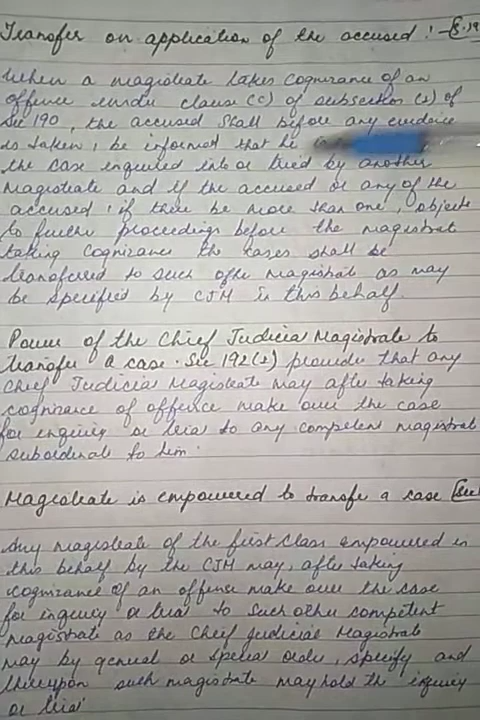 Transfer on application of the accused :- [S. 19
When a magistrate takes cognizance of an
offence under clause (c) of subsection (1) of
Sec 190, the accused shall before any evidence
is taken, be informed that he
the case enquired into or tried by another
magistrate and if the accused or any of the
accused, if there be more than one, objects
to further proceedings before the magistrate
taking cognizance the cases shall be
transferred to such other magistrate as may
be specified by CJM in this behalf.
Power of the Chief Judicial Magistrate to
transfer a case. Sec 192(1) provide that any
Chief Judicial Magistrate may after taking
cognizance of offence make over the case
for enquiry or trial to any competent magistrate
subordinate to him.
Magistrate is empowered to transfer a case [Sec
Any magistrate of the first class empowered in
this behalf by the CJM may, after taking
cognizance of an offense make over the case
for inquiry or trial to such other competent
magistrate as the Chief Judicial Magistrate
may by general or special order, specify and
thereupon such magistrate may hold the inquiry
or trial